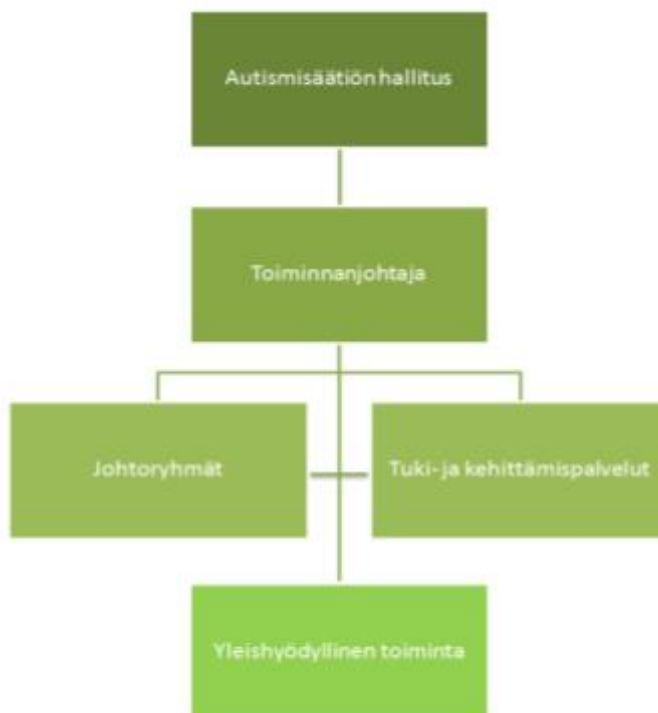 Autismisäätiön hallitus
Toiminnanjohtaja
Johtoryhmät
Tuki- ja kehittämispalvelut
Yleishyödyllinen toiminta